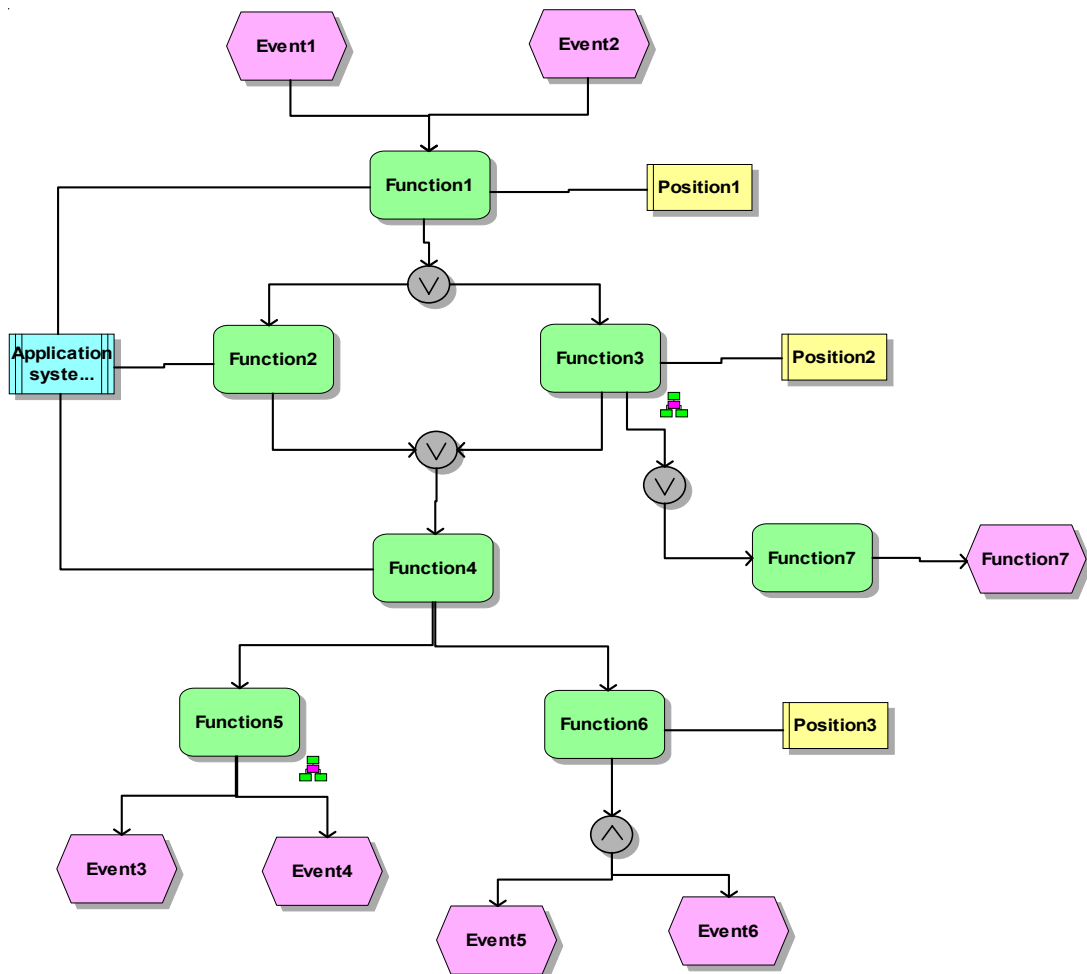 Event1
Event2
Function1
Position1
Application
syste...
Function2
Function3
Position2
Function4
Function7
Function7
Function5
Function6
Position3
Event3
Event4
Event5
Event6